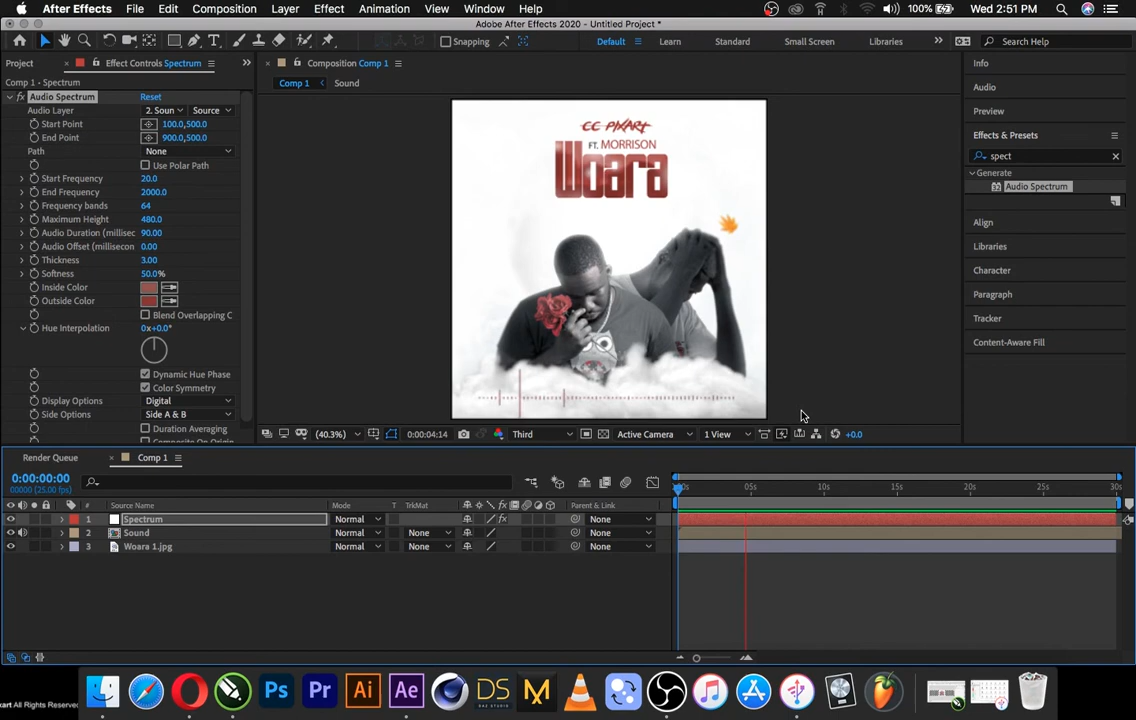 After Effects File Edit Composition Layer Effect Animation View Window Help 100% Wed 2:51 PM
Adobe After Effects 2020 - Untitled Project *
Snapping Default Learn Standard Small Screen Libraries Search Help
Project Effect Controls Spectrum Composition Comp 1 Info
Comp 1 • Spectrum Comp 1 Sound
Audio
Audio Spectrum Reset
Audio Layer 2. Soun Source
Preview
Start Point 100.0,500.0
End Point 900.0,500.0
Effects & Presets
Path None
spect
Use Polar Path
Generate
Start Frequency 20.0
Audio Spectrum
End Frequency 2000.0
Frequency bands 64
Maximum Height 480.0
Align
Audio Duration (millisec 90.00
Audio Offset (millisecon 0.00
Libraries
Thickness 3.00
Softness 50.0%
Character
Inside Color
Outside Color
Paragraph
Blend Overlapping C
Hue Interpolation 0x+0.0°
Tracker
Content-Aware Fill
Dynamic Hue Phase
Color Symmetry
Display Options Digital
Side Options Side A & B
Duration Averaging
CC PIXART
FT. MORRISON
Woara
(40.3%) 0:00:04:14 Third Active Camera 1 View +0.0
Render Queue Comp 1
0:00:00:00
00000 (25.00 fps)
05s 10s 15s 20s 25s 30s
# Source Name Mode T TrkMat Parent & Link
1 Spectrum Normal None
2 Sound Normal None None
3 Woara 1.jpg Normal None None
Ps Pr Ai Ae DS
DAZ STUDIO
kart All Rights Reserved